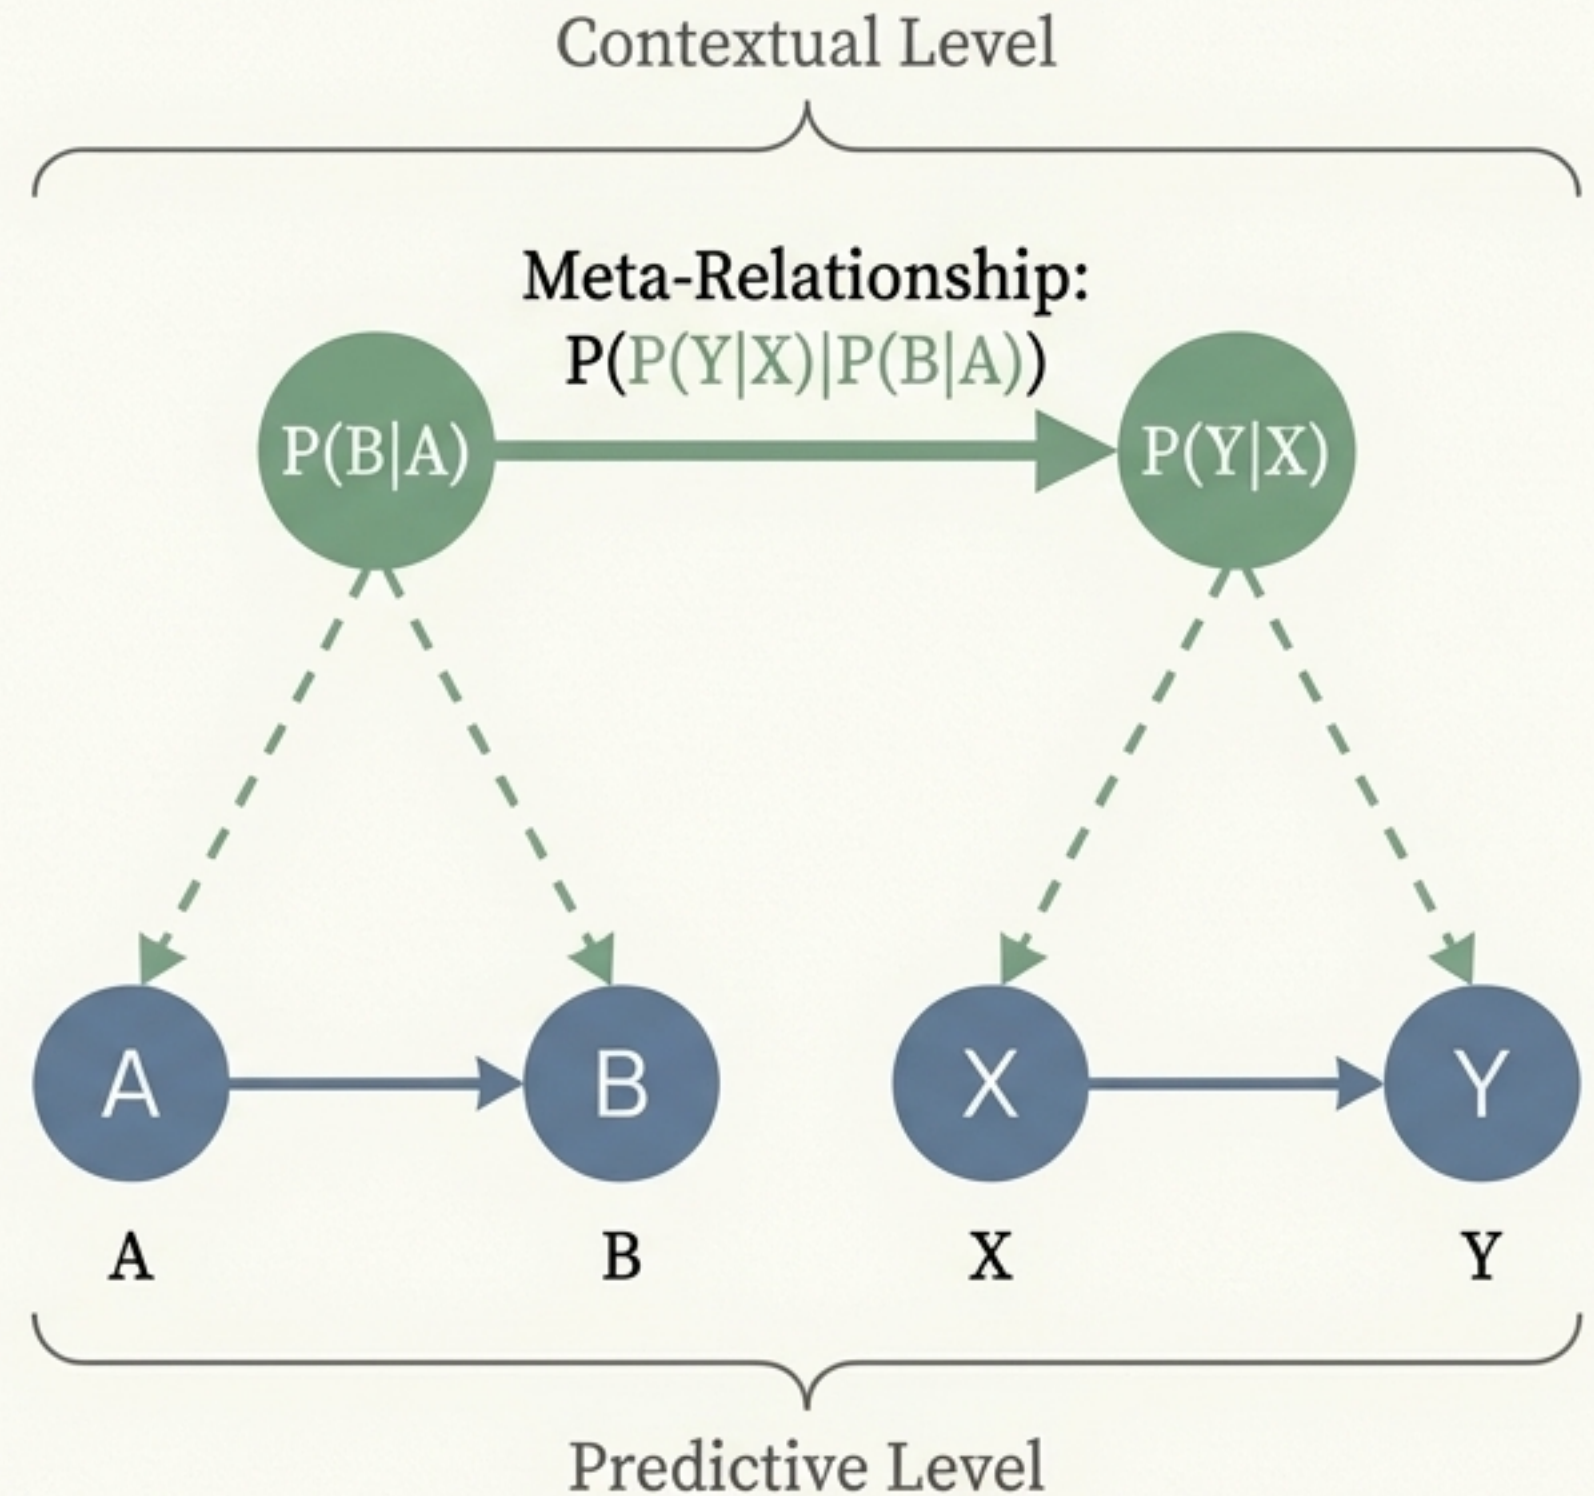 Contextual Level
Meta-Relationship:
P(P(Y|X)|P(B|A))
P(B|A)
P(Y|X)
A
B
X
Y
A
B
X
Y
Predictive Level